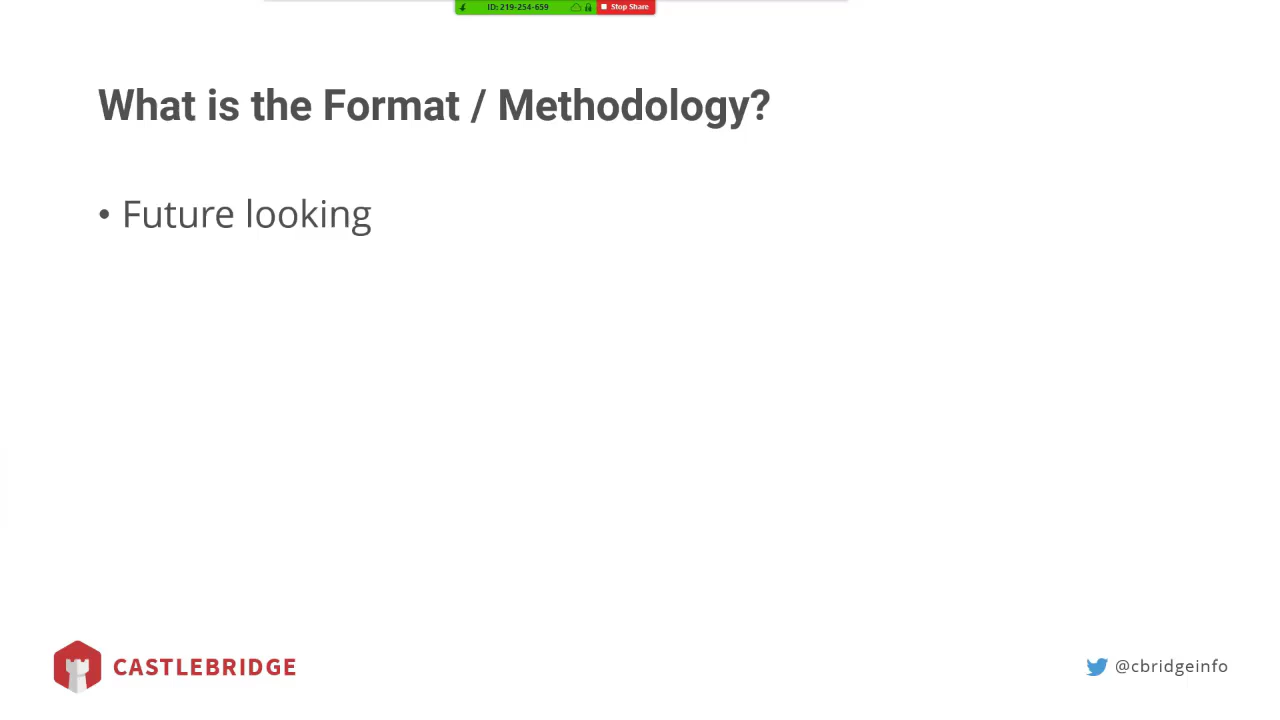 ID: 219-254-659 Stop Share
What is the Format / Methodology?
• Future looking
CASTLEBRIDGE
@cbridgeinfo